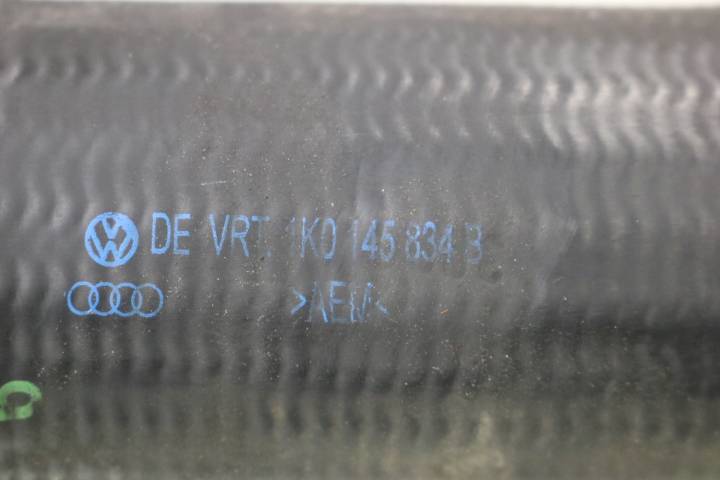 DE VRT. 1K0 145 834 B
>AEM<